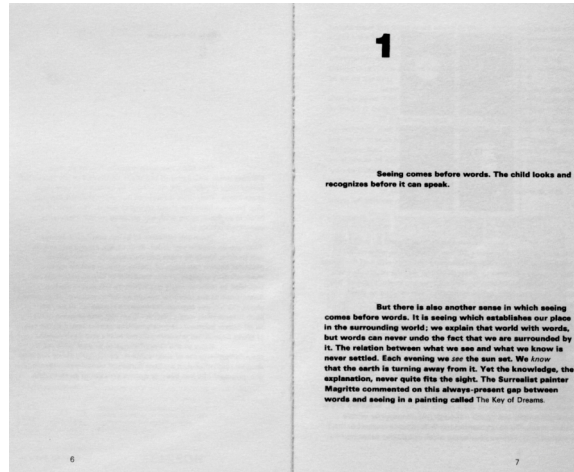 1
Seeing comes before words. The child looks and
recognizes before it can speak.
But there is also another sense in which seeing
comes before words. It is seeing which establishes our place
in the surrounding world; we explain that world with words,
but words can never undo the fact that we are surrounded by
it. The relation between what we see and what we know is
never settled. Each evening we see the sun set. We know
that the earth is turning away from it. Yet the knowledge, the
explanation, never quite fits the sight. The Surrealist painter
Magritte commented on this always-present gap between
words and seeing in a painting called The Key of Dreams.
6
7